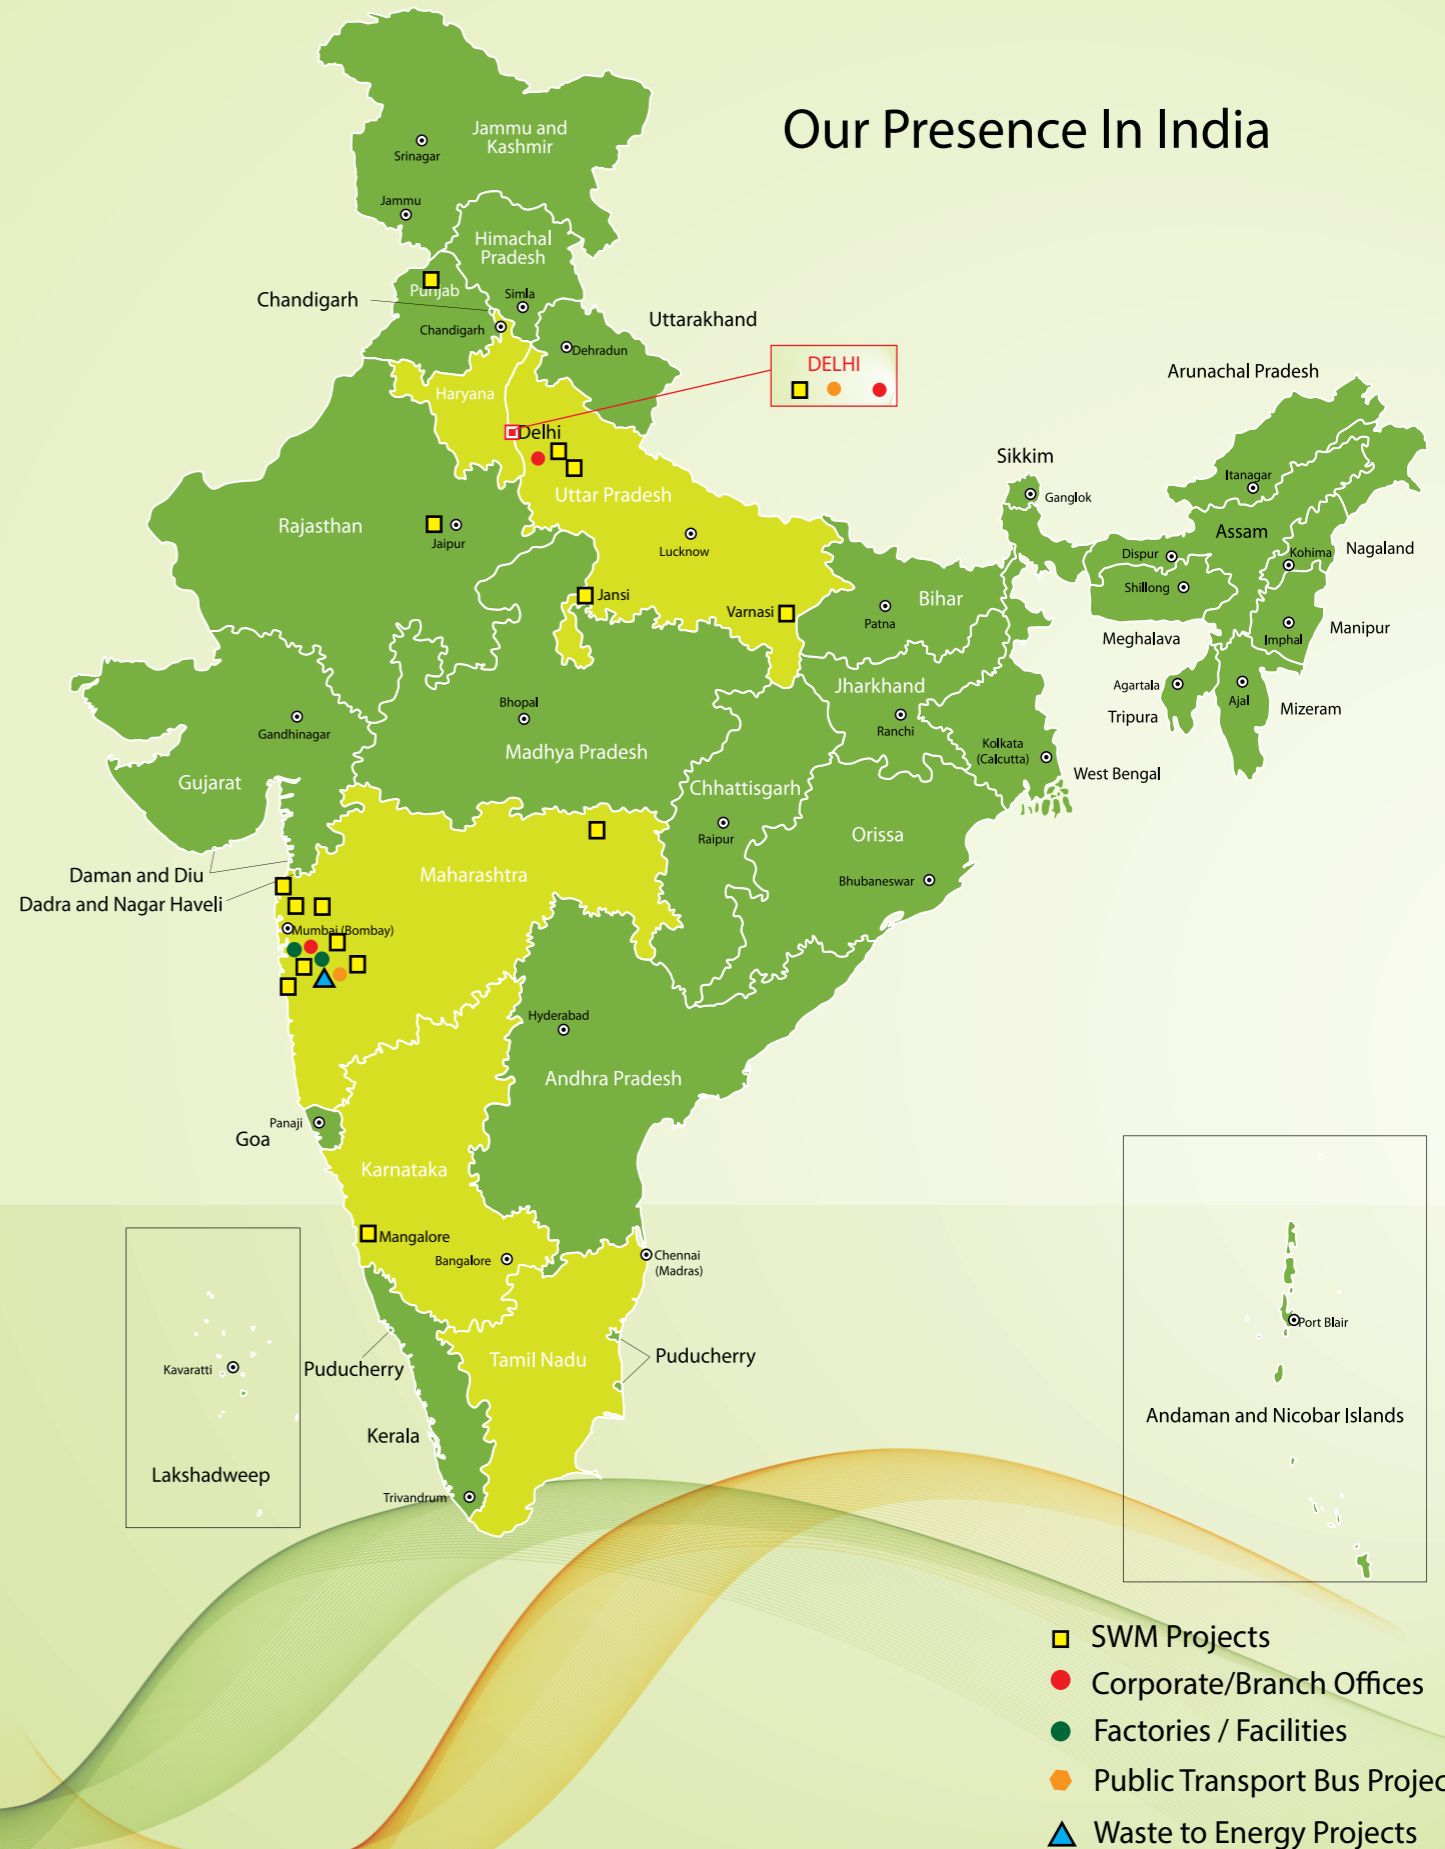 Our Presence In India
Jammu and
Kashmir
Srinagar
Jammu
Himachal
Pradesh
Punjab
Simla
Chandigarh
Chandigarh
Uttarakhand
Dehradun
DELHI
Haryana
Delhi
Uttar Pradesh
Rajasthan
Jaipur
Lucknow
Jansi
Varnasi
Arunachal Pradesh
Sikkim
Ganglok
Itanagar
Assam
Dispur
Kohima
Nagaland
Shillong
Bihar
Patna
Meghalava
Imphal
Manipur
Jharkhand
Ranchi
Agartala
Tripura
Ajal
Mizeram
Bhopal
Madhya Pradesh
Gandhinagar
Gujarat
Kolkata
(Calcutta)
West Bengal
Chhattisgarh
Raipur
Orissa
Bhubaneswar
Maharashtra
Daman and Diu
Dadra and Nagar Haveli
Mumbai (Bombay)
Hyderabad
Andhra Pradesh
Panaji
Goa
Karnataka
Mangalore
Bangalore
Chennai
(Madras)
Kavaratti
Lakshadweep
Puducherry
Tamil Nadu
Puducherry
Kerala
Trivandrum
Port Blair
Andaman and Nicobar Islands
SWM Projects
Corporate/Branch Offices
Factories / Facilities
Public Transport Bus Projec
Waste to Energy Projects